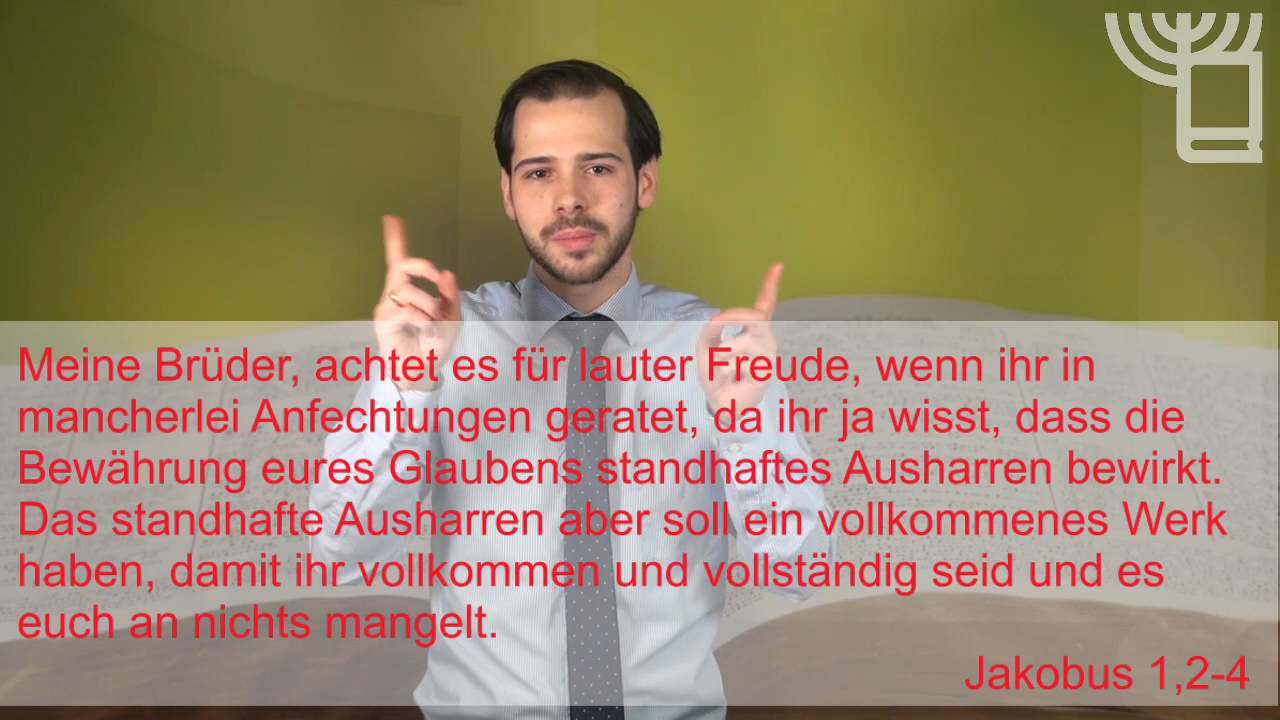 Meine Brüder, achtet es für lauter Freude, wenn ihr in
mancherlei Anfechtungen geratet, da ihr ja wisst, dass die
Bewährung eures Glaubens standhaftes Ausharren bewirkt.
Das standhafte Ausharren aber soll ein vollkommenes Werk
haben, damit ihr vollkommen und vollständig seid und es
euch an nichts mangelt.
Jakobus 1,2-4